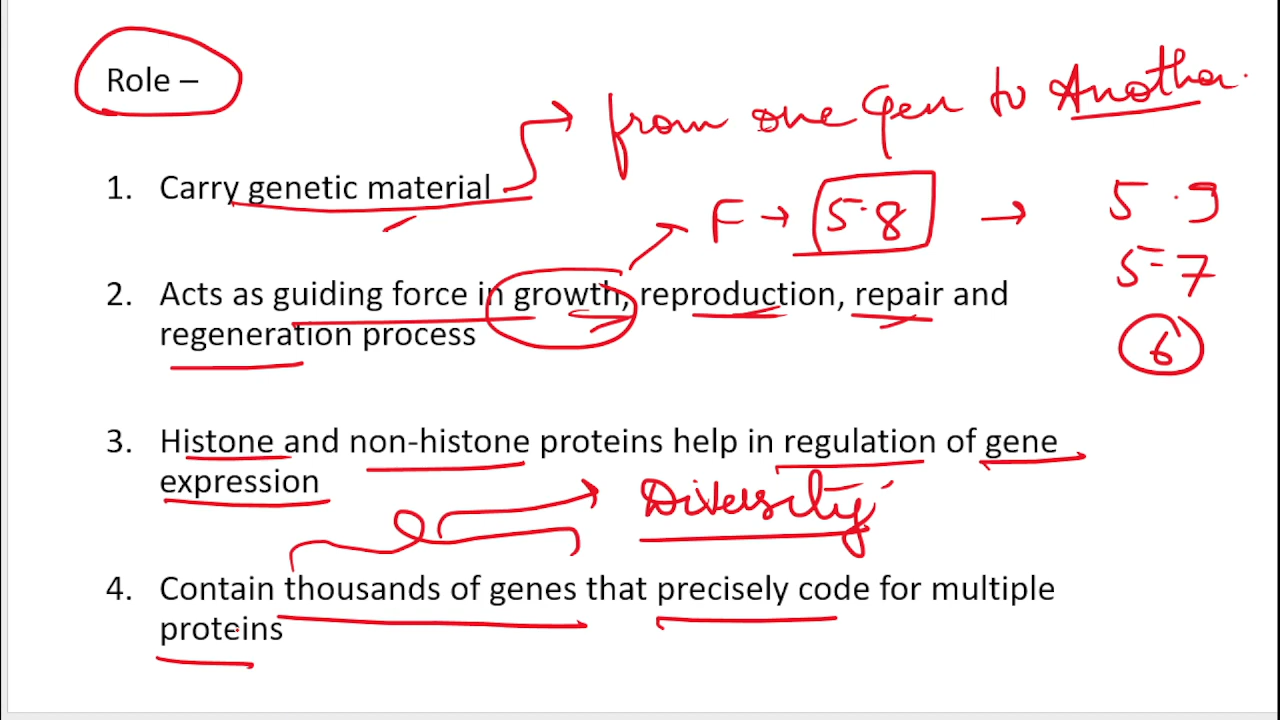 Role –
from one Gen to Another.
1. Carry genetic material
F → 5.8 → 5.9
5.7
2. Acts as guiding force in growth, reproduction, repair and
regeneration process
6
3. Histone and non-histone proteins help in regulation of gene
expression
Diversity
4. Contain thousands of genes that precisely code for multiple
proteins